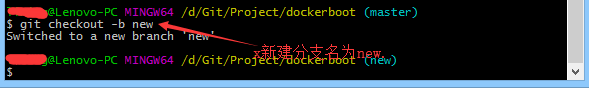 @Lenovo-PC MINGW64 /d/Git/Project/dockerboot (master)
$ git checkout -b new
Switched to a new branch 'new'
x新建分支名为new
@Lenovo-PC MINGW64 /d/Git/Project/dockerboot (new)
$